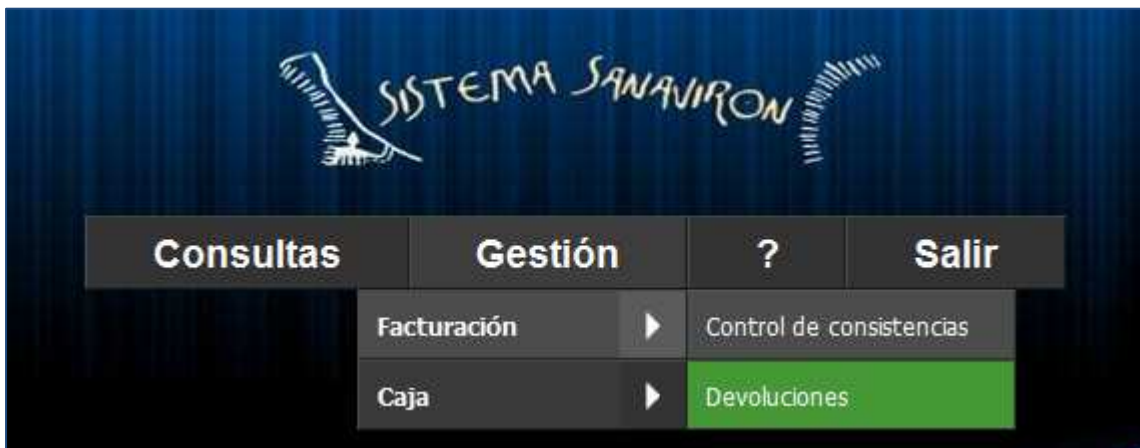 SISTEMA SANAVIRON
Consultas Gestión ? Salir
Facturación Control de consistencias
Caja Devoluciones